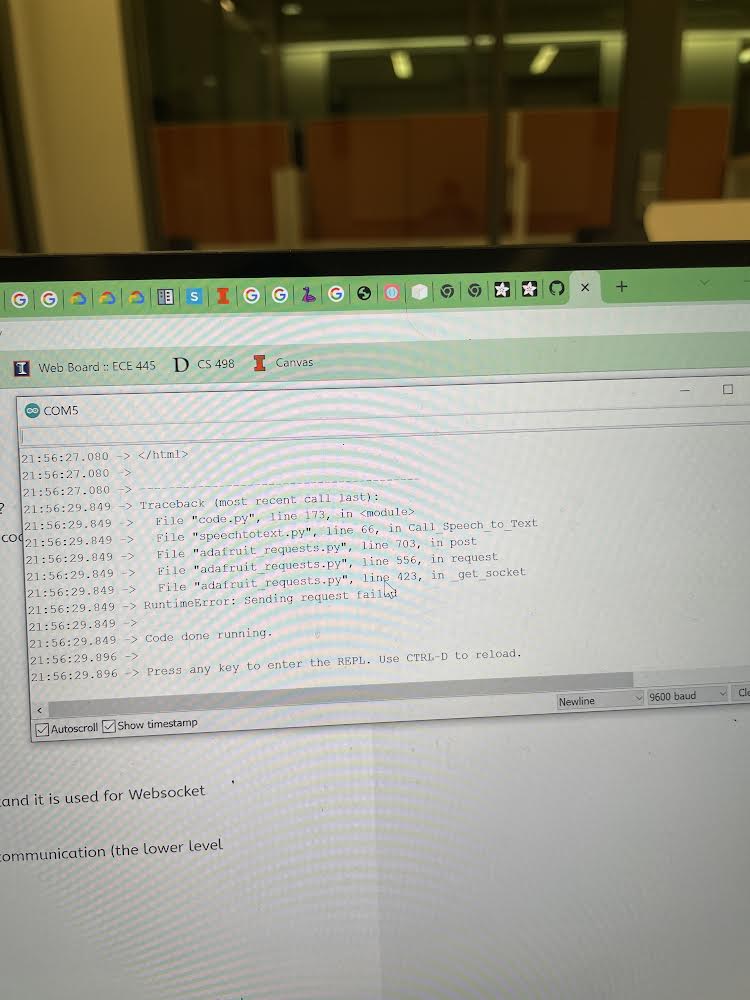 Web Board :: ECE 445 D CS 498 Canvas
COM5
21:56:27.080 -> </html>
21:56:27.080 ->
21:56:27.080 -> ----------------------------------------
21:56:29.849 -> Traceback (most recent call last):
21:56:29.849 -> File "code.py", line 173, in <module>
21:56:29.849 -> File "speechtotext.py", line 66, in Call_Speech_to_Text
21:56:29.849 -> File "adafruit_requests.py", line 703, in post
21:56:29.849 -> File "adafruit_requests.py", line 556, in request
21:56:29.849 -> File "adafruit_requests.py", line 423, in _get_socket
21:56:29.849 -> RuntimeError: Sending request failed
21:56:29.849 ->
21:56:29.849 -> Code done running.
21:56:29.896 ->
21:56:29.896 -> Press any key to enter the REPL. Use CTRL-D to reload.
Autoscroll Show timestamp Newline 9600 baud
and it is used for Websocket
communication (the lower level